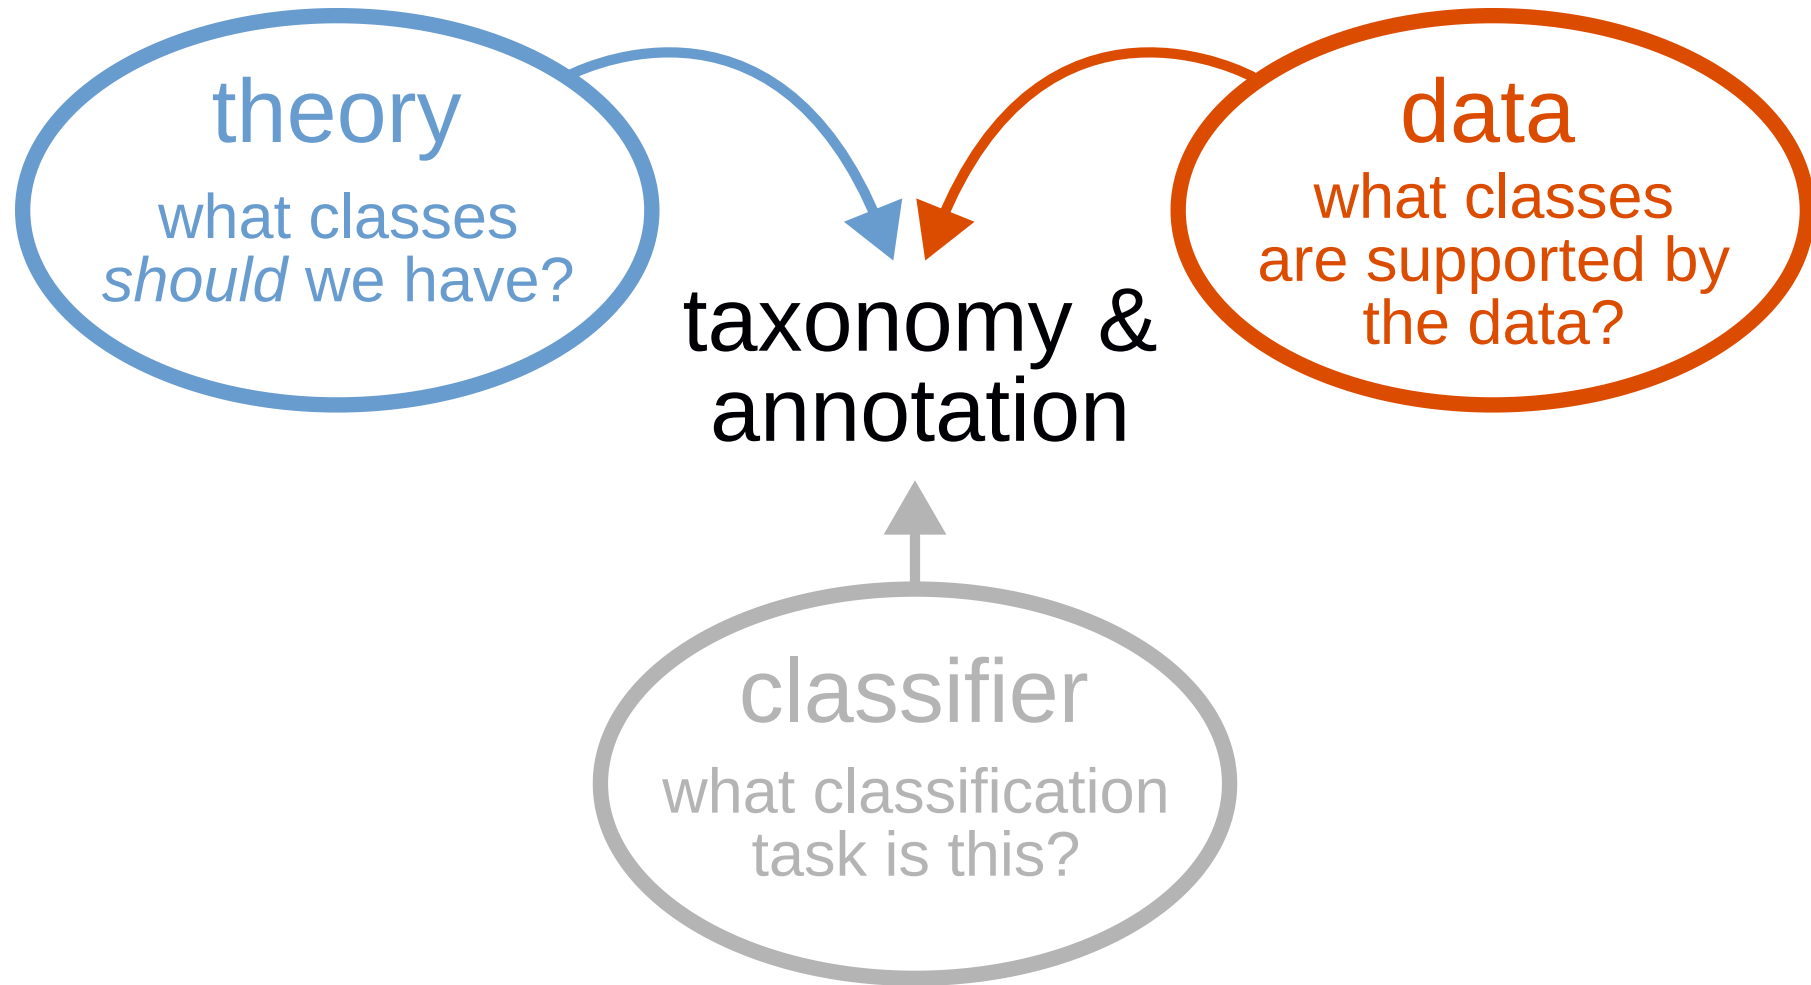 theory
what classes
should we have?
data
what classes
are supported by
the data?
taxonomy &
annotation
classifier
what classification
task is this?